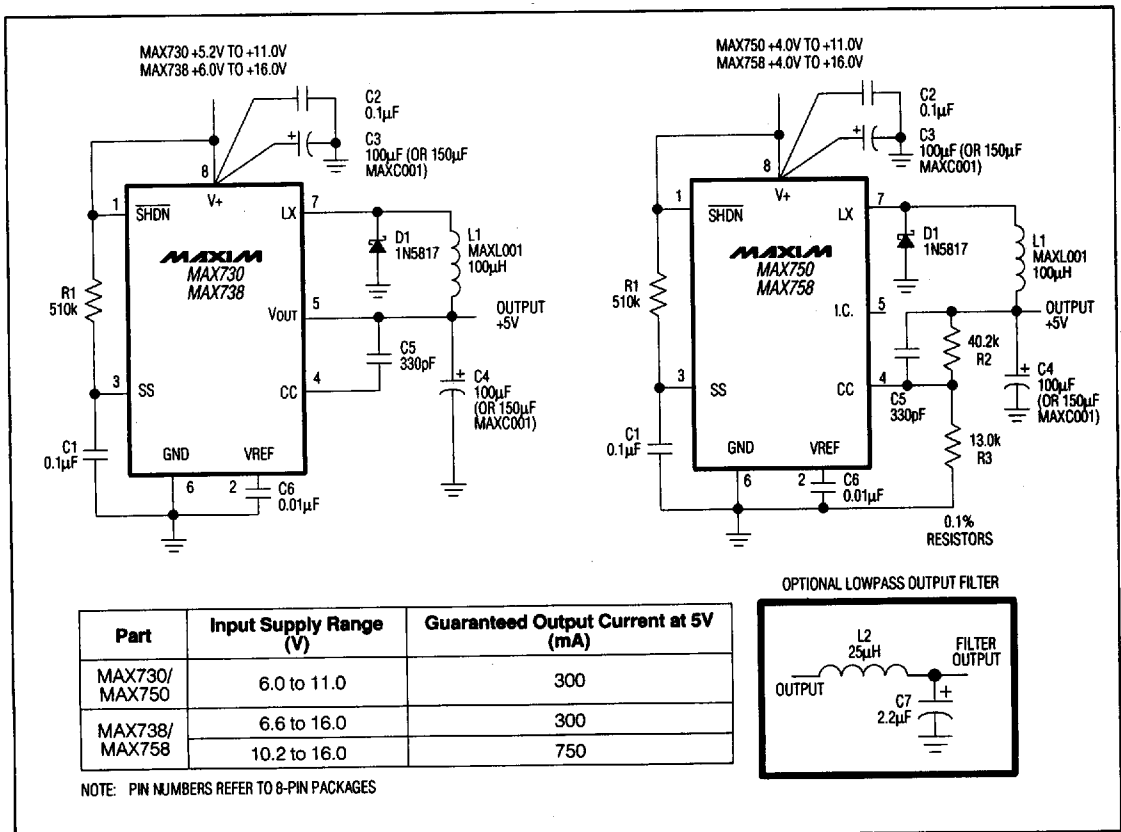 MAX730 +5.2V TO +11.0V
MAX738 +6.0V TO +16.0V
C2
0.1µF
C3
100µF (OR 150µF
MAXC001)
8
V+
1
SHDN
LX
7
MAXIM
MAX730
MAX738
D1
1N5817
L1
MAXL001
100µH
R1
510k
VOUT
5
OUTPUT
+5V
C5
330pF
3
SS
CC
4
C4
100µF
(OR 150µF
MAXC001)
C1
0.1µF
GND
VREF
6
2
C6
0.01µF
MAX750 +4.0V TO +11.0V
MAX758 +4.0V TO +16.0V
C2
0.1µF
C3
100µF (OR 150µF
MAXC001)
8
V+
1
SHDN
LX
7
MAXIM
MAX750
MAX758
D1
1N5817
L1
MAXL001
100µH
R1
510k
I.C.
5
OUTPUT
+5V
40.2k
R2
3
SS
CC
4
C5
330pF
C4
100µF
(OR 150µF
MAXC001)
C1
0.1µF
13.0k
R3
GND
VREF
6
2
C6
0.01µF
0.1%
RESISTORS
Part Input Supply Range (V) Guaranteed Output Current at 5V (mA)
MAX730/
MAX750 6.0 to 11.0 300
MAX738/
MAX758 6.6 to 16.0 300
10.2 to 16.0 750
NOTE: PIN NUMBERS REFER TO 8-PIN PACKAGES
OPTIONAL LOWPASS OUTPUT FILTER
L2
25µH
FILTER
OUTPUT
OUTPUT
C7
2.2µF